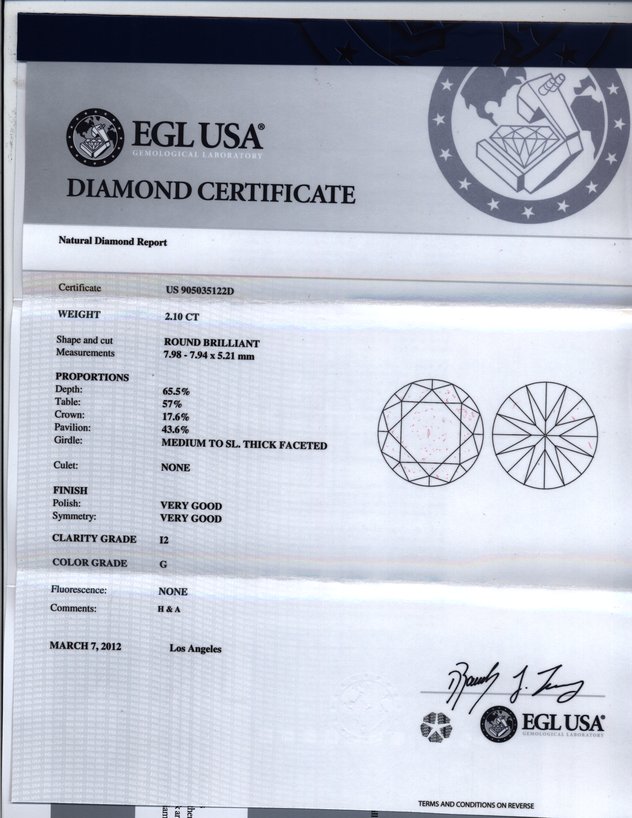 EGL USA®
GEMOLOGICAL LABORATORY
DIAMOND CERTIFICATE
Natural Diamond Report
Certificate US 905035122D
WEIGHT 2.10 CT
Shape and cut ROUND BRILLIANT
Measurements 7.98 - 7.94 x 5.21 mm
PROPORTIONS
Depth: 65.5%
Table: 57%
Crown: 17.6%
Pavilion: 43.6%
Girdle: MEDIUM TO SL. THICK FACETED
Culet: NONE
FINISH
Polish: VERY GOOD
Symmetry: VERY GOOD
CLARITY GRADE I2
COLOR GRADE G
Fluorescence: NONE
Comments: H & A
MARCH 7, 2012 Los Angeles
EGL USA®
GEMOLOGICAL LABORATORY
TERMS AND CONDITIONS ON REVERSE